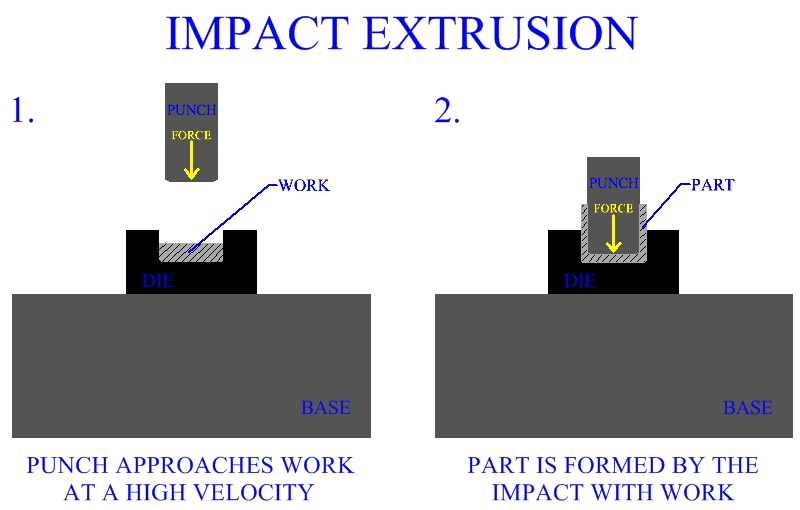 IMPACT EXTRUSION
1.
PUNCH
FORCE
WORK
DIE
BASE
PUNCH APPROACHES WORK
AT A HIGH VELOCITY
2.
PUNCH
FORCE
PART
DIE
BASE
PART IS FORMED BY THE
IMPACT WITH WORK